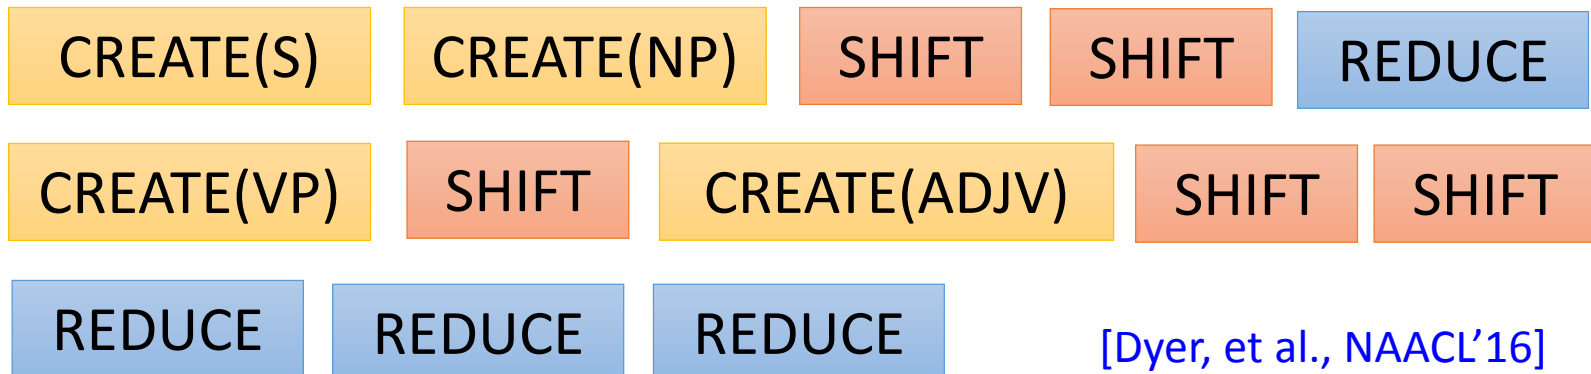 CREATE(S) CREATE(NP) SHIFT SHIFT REDUCE
CREATE(VP) SHIFT CREATE(ADJV) SHIFT SHIFT
REDUCE REDUCE REDUCE [Dyer, et al., NAACL’16]